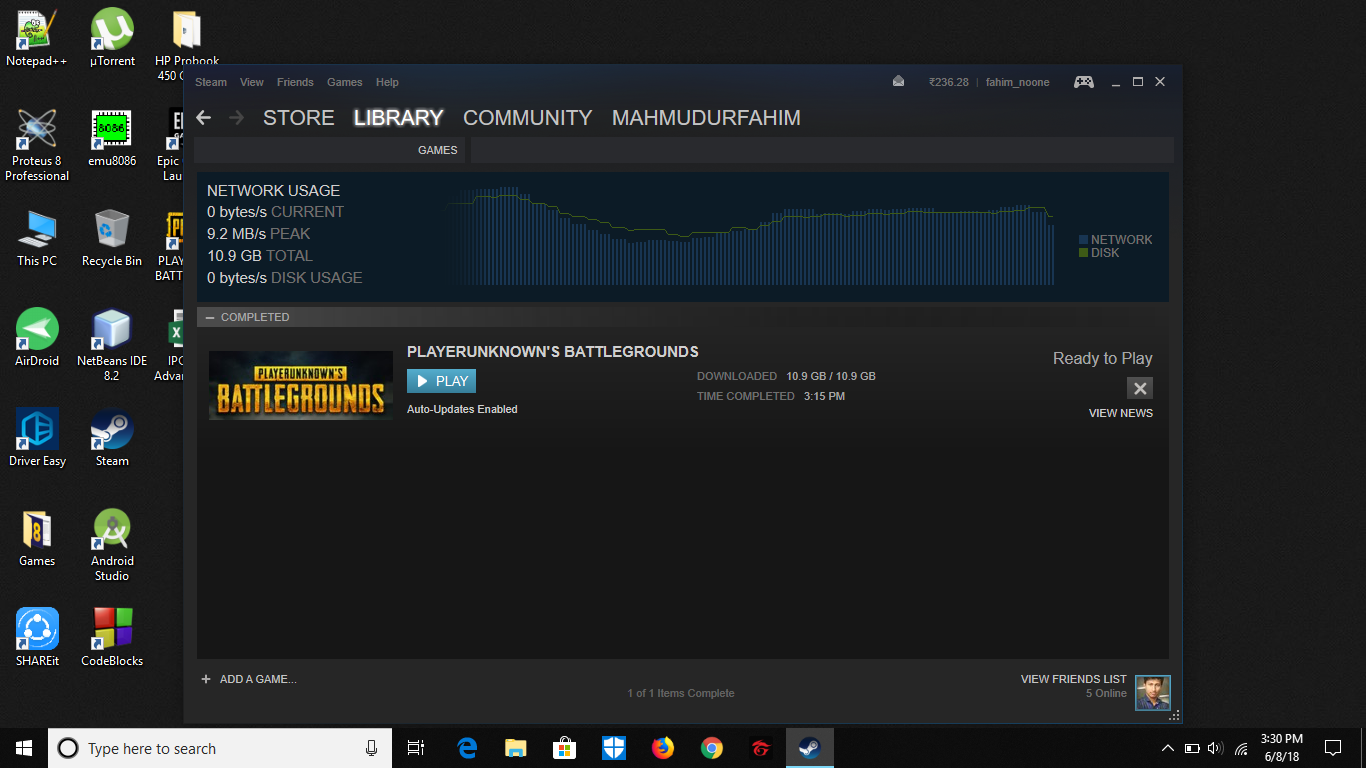 Notepad++
µTorrent
HP Probook
450
Proteus 8
Professional
emu8086
Epic
Lau
This PC
Recycle Bin
PLAY
BATT
AirDroid
NetBeans IDE
8.2
IPC
Advan
Driver Easy
Steam
Games
Android
Studio
SHAREit
CodeBlocks
Steam View Friends Games Help
₹236.28 | fahim_noone
STORE LIBRARY COMMUNITY MAHMUDURFAHIM
GAMES
NETWORK USAGE
0 bytes/s CURRENT
9.2 MB/s PEAK
10.9 GB TOTAL
0 bytes/s DISK USAGE
NETWORK
DISK
COMPLETED
PLAYERUNKNOWN'S
BATTLEGROUNDS
PLAYERUNKNOWN'S BATTLEGROUNDS
PLAY
Auto-Updates Enabled
DOWNLOADED 10.9 GB / 10.9 GB
TIME COMPLETED 3:15 PM
Ready to Play
VIEW NEWS
+ ADD A GAME...
1 of 1 Items Complete
VIEW FRIENDS LIST
5 Online
Type here to search
3:30 PM
6/8/18